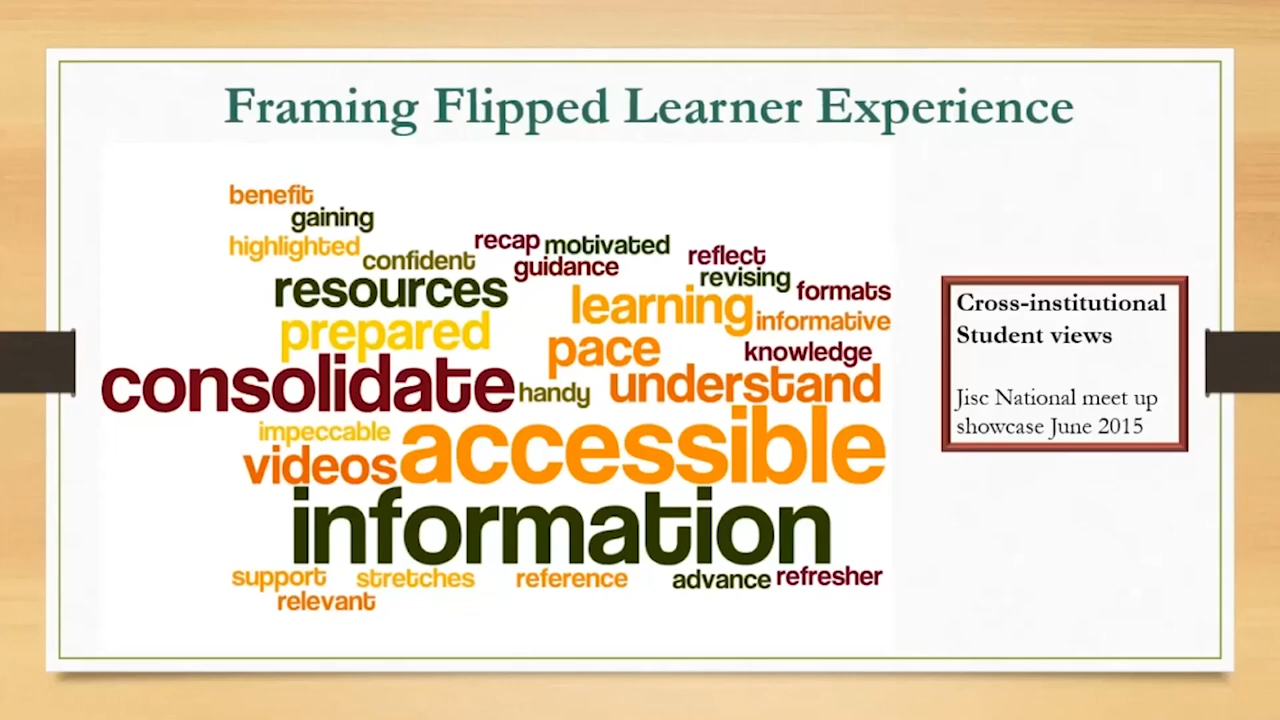 Framing Flipped Learner Experience
benefit
gaining
highlighted
confident
recap
motivated
guidance
reflect
revising
formats
resources
learning
informative
prepared
pace
knowledge
consolidate
handy
understand
impeccable
accessible
videos
information
support
stretches
reference
advance
refresher
relevant
Cross-institutional
Student views
Jisc National meet up
showcase June 2015